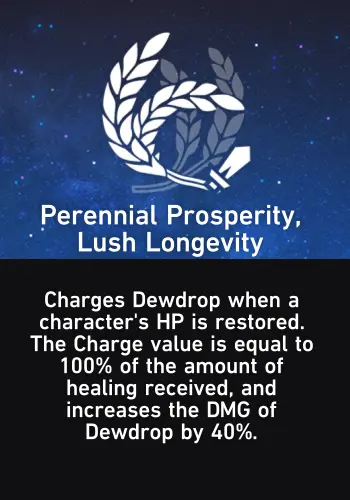 Perennial Prosperity,
Lush Longevity
Charges Dewdrop when a
character's HP is restored.
The Charge value is equal to
100% of the amount of
healing received, and
increases the DMG of
Dewdrop by 40%.